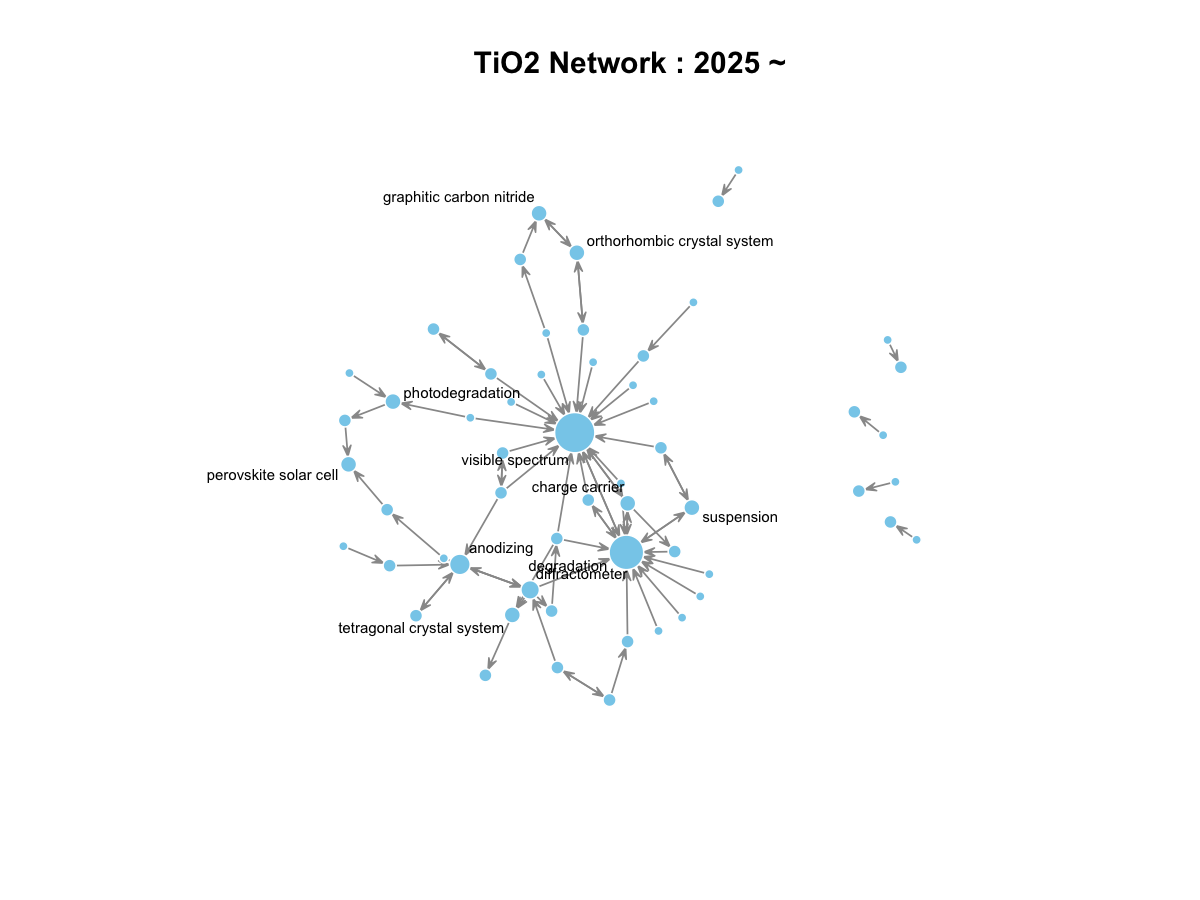 TiO2 Network : 2025 ~
graphitic carbon nitride
orthorhombic crystal system
photodegradation
visible spectrum
perovskite solar cell
charge carrier
suspension
anodizing
degradation
diffractometer
tetragonal crystal system